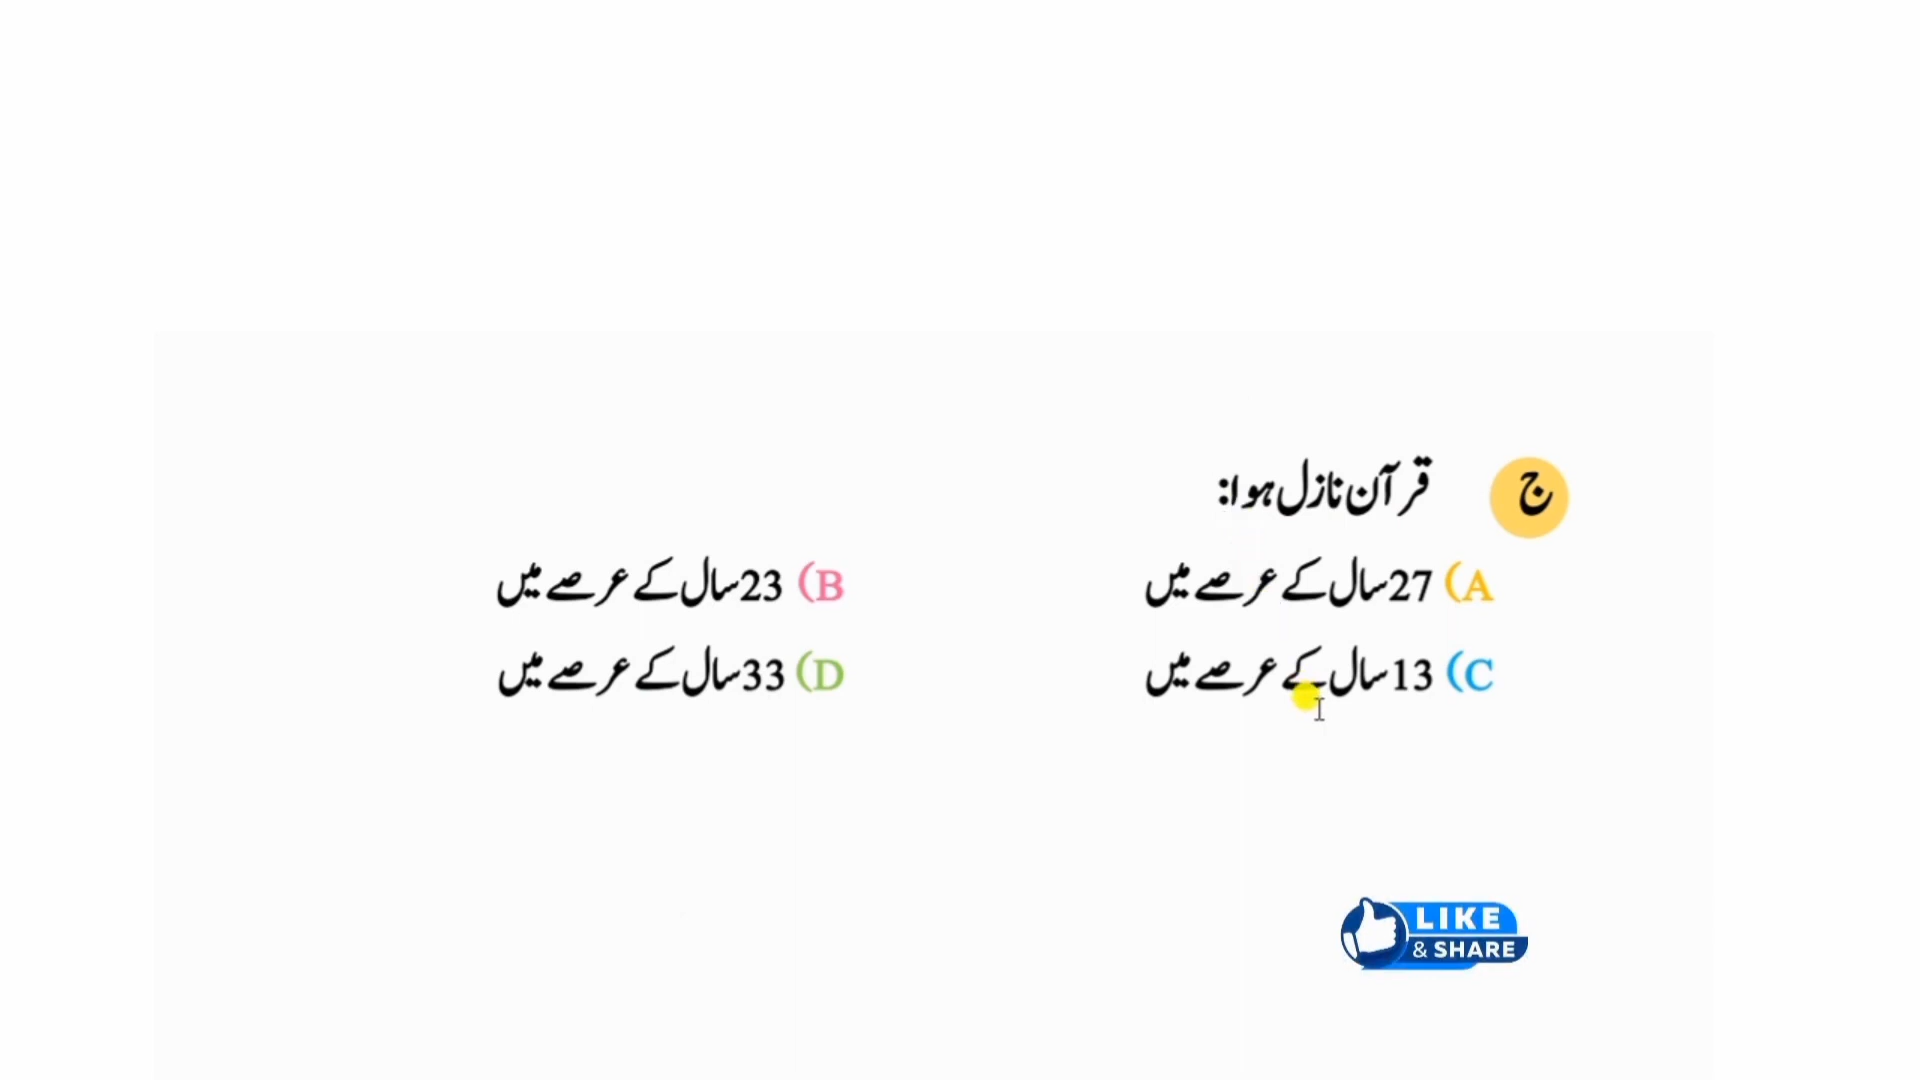 ج قرآن نازل ہوا:
A) 27سال کے عرصے میں B) 23سال کے عرصے میں
C) 13سال کے عرصے میں D) 33سال کے عرصے میں
LIKE
& SHARE